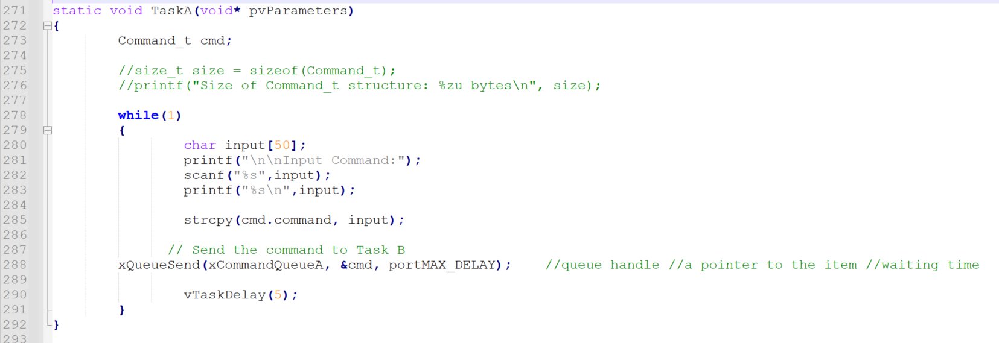 271 static void TaskA(void* pvParameters)
272 {
273 Command_t cmd;
274
275 //size_t size = sizeof(Command_t);
276 //printf("Size of Command_t structure: %zu bytes\n", size);
277
278 while(1)
279 {
280 char input[50];
281 printf("\n\nInput Command:");
282 scanf("%s",input);
283 printf("%s\n",input);
284
285 strcpy(cmd.command, input);
286
287 // Send the command to Task B
288 xQueueSend(xCommandQueueA, &cmd, portMAX_DELAY); //queue handle //a pointer to the item //waiting time
289
290 vTaskDelay(5);
291 }
292 }
293